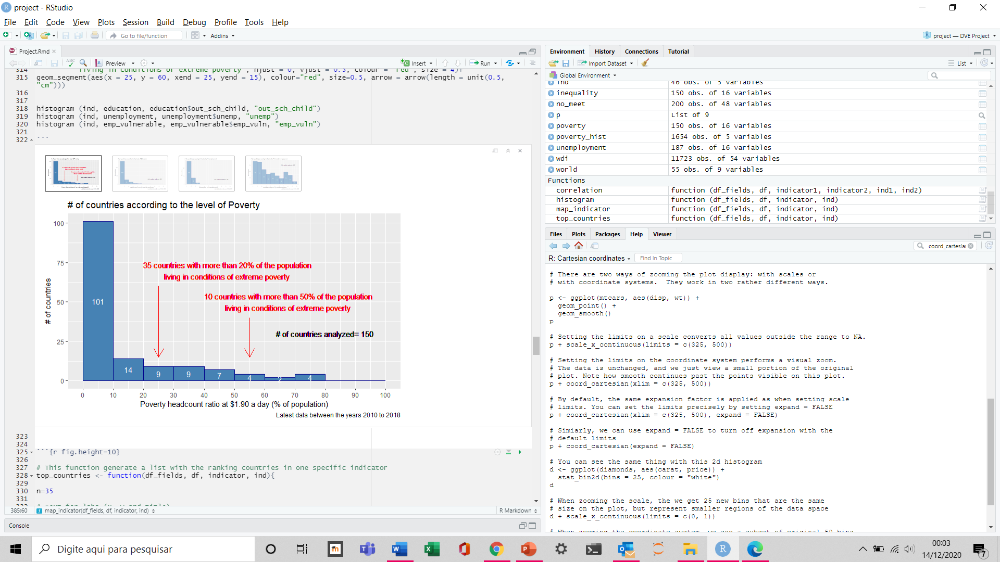 project - RStudio
File Edit Code View Plots Session Build Debug Profile Tools Help
Go to file/function
Addins
project — DVE Project
Project.Rmd
ABC
Preview
Insert
Run
314 living in conditions of extreme poverty", hjust = 0, vjust = 0.5, colour = "red", size = 4)+
315 geom_segment(aes(x = 25, y = 60, xend = 25, yend = 15), colour="red", size=0.5, arrow = arrow(length = unit(0.5,
"cm")))
316
317
318 histogram (ind, education, education$out_sch_child, "out_sch_child")
319 histogram (ind, unemployment, unemployment$unemp, "unemp")
320 histogram (ind, emp_vulnerable, emp_vulnerable$emp_vuln, "emp_vuln")
321
322 ```
# of countries according to the level of Poverty
100
75
50
25
0
# of countries
101
14
9
9
7
4
2
4
35 countries with more than 20% of the population
living in conditions of extreme poverty
10 countries with more than 50% of the population
living in conditions of extreme poverty
# of countries analyzed= 150
0 10 20 30 40 50 60 70 80 90 100
Poverty headcount ratio at $1.90 a day (% of population)
Latest data between the years 2010 to 2018
323
324
325 ```{r fig.height=10}
326
327 # This function generate a list with the ranking countries in one specific indicator
328 top_countries <- function(df_fields, df, indicator, ind){
329
330 n=35
331
385:60 map_indicator(df_fields, df, indicator, ind)
R Markdown
Console
Environment History Connections Tutorial
Import Dataset
List
Global Environment
ind 46 obs. of 5 variables
inequality 150 obs. of 16 variables
no_meet 200 obs. of 48 variables
p List of 9
poverty 150 obs. of 16 variables
poverty_hist 1654 obs. of 5 variables
unemployment 187 obs. of 16 variables
wdi 11723 obs. of 54 variables
world 55 obs. of 9 variables
Functions
correlation function (df_fields, df, indicator1, indicator2, ind1, ind2)
histogram function (df_fields, df, indicator, ind)
map_indicator function (df_fields, df, indicator, ind)
top_countries function (df_fields, df, indicator, ind)
Files Plots Packages Help Viewer
coord_cartesia
R: Cartesian coordinates
Find in Topic
# There are two ways of zooming the plot display: with scales or
# with coordinate systems. They work in two rather different ways.
p <- ggplot(mtcars, aes(disp, wt)) +
geom_point() +
geom_smooth()
p
# Setting the limits on a scale converts all values outside the range to NA.
p + scale_x_continuous(limits = c(325, 500))
# Setting the limits on the coordinate system performs a visual zoom.
# The data is unchanged, and we just view a small portion of the original
# plot. Note how smooth continues past the points visible on this plot.
p + coord_cartesian(xlim = c(325, 500))
# By default, the same expansion factor is applied as when setting scale
# limits. You can set the limits precisely by setting expand = FALSE
p + coord_cartesian(xlim = c(325, 500), expand = FALSE)
# Simiarly, we can use expand = FALSE to turn off expansion with the
# default limits
p + coord_cartesian(expand = FALSE)
# You can see the same thing with this 2d histogram
d <- ggplot(diamonds, aes(carat, price)) +
stat_bin2d(bins = 25, colour = "white")
d
# When zooming the scale, the we get 25 new bins that are the same
# size on the plot, but represent smaller regions of the data space
d + scale_x_continuous(limits = c(0, 1))
# When zooming the coordinate system, we see a subset of original 50 bins
Digite aqui para pesquisar
00:03
14/12/2020
7